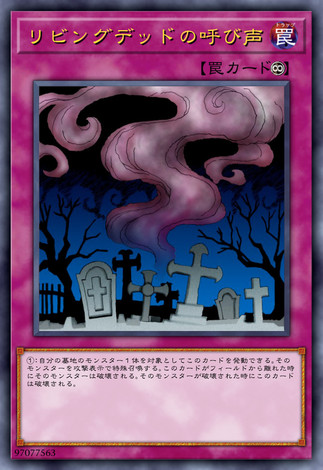 リビングデッドの呼び声
罠
トラップ
【罠カード♾】
①:自分の墓地のモンスター１体を対象としてこのカードを発動できる。その
モンスターを攻撃表示で特殊召喚する。このカードがフィールドから離れた時
にそのモンスターは破壊される。そのモンスターが破壊された時にこのカード
は破壊される。
97077563